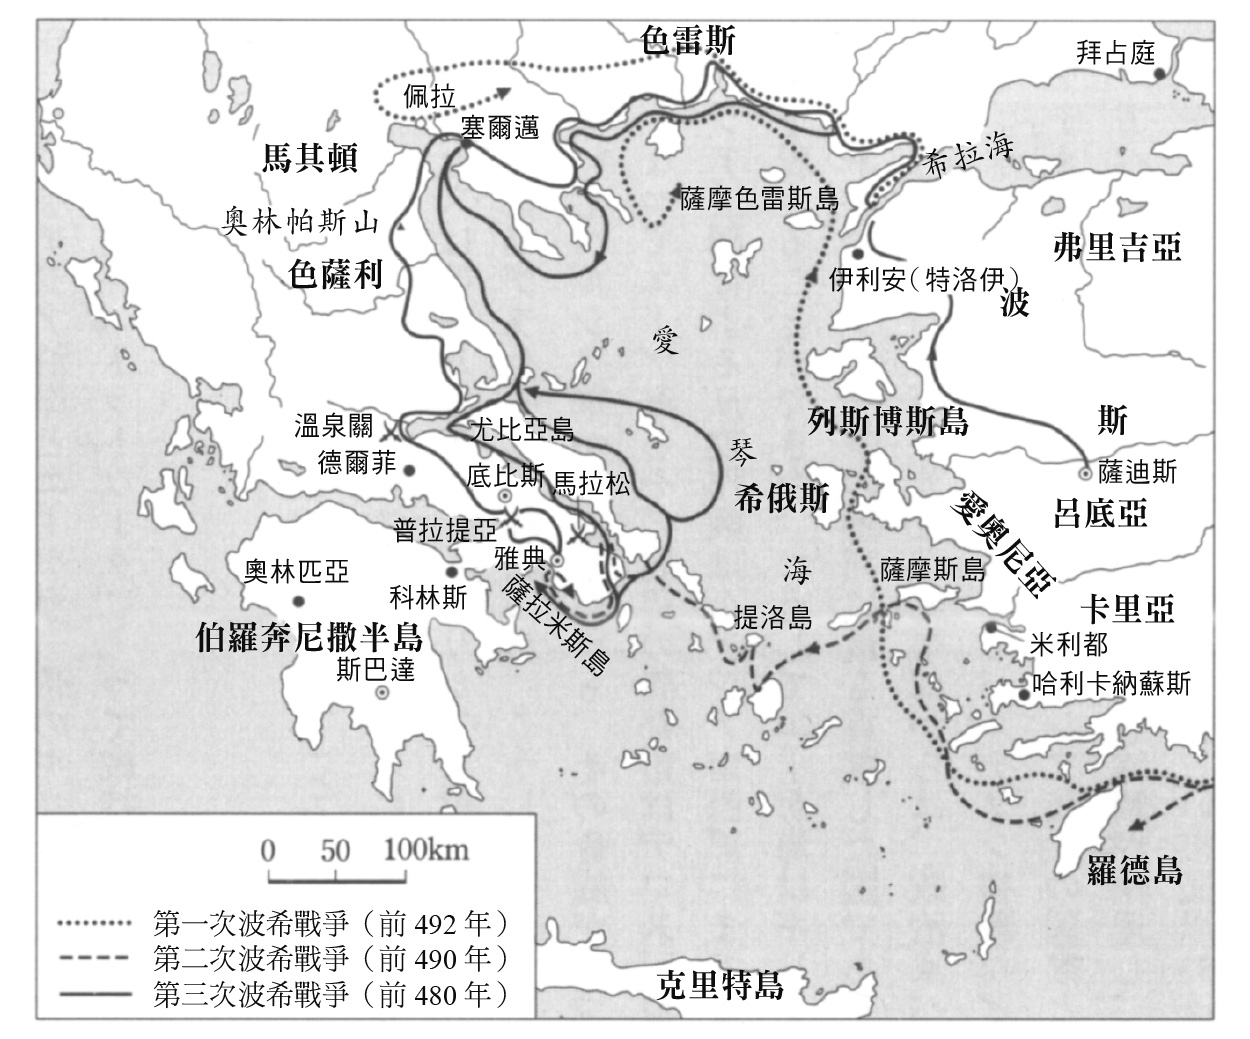 色雷斯
拜占庭
佩拉
塞爾邁
馬其頓
希拉海
薩摩色雷斯島
奧林帕斯山
弗里吉亞
色薩利
伊利安（特洛伊）
波
愛
列斯博斯島
斯
溫泉關
尤比亞島
琴
德爾菲
底比斯
馬拉松
薩迪斯
希俄斯
呂底亞
愛奧尼亞
普拉提亞
雅典
海
薩摩斯島
奧林匹亞
科林斯
薩拉米斯島
提洛島
卡里亞
伯羅奔尼撒半島
米利都
斯巴達
哈利卡納蘇斯
羅德島
0 50 100km
第一次波希戰爭（前 492 年）
第二次波希戰爭（前 490 年）
第三次波希戰爭（前 480 年）
克里特島